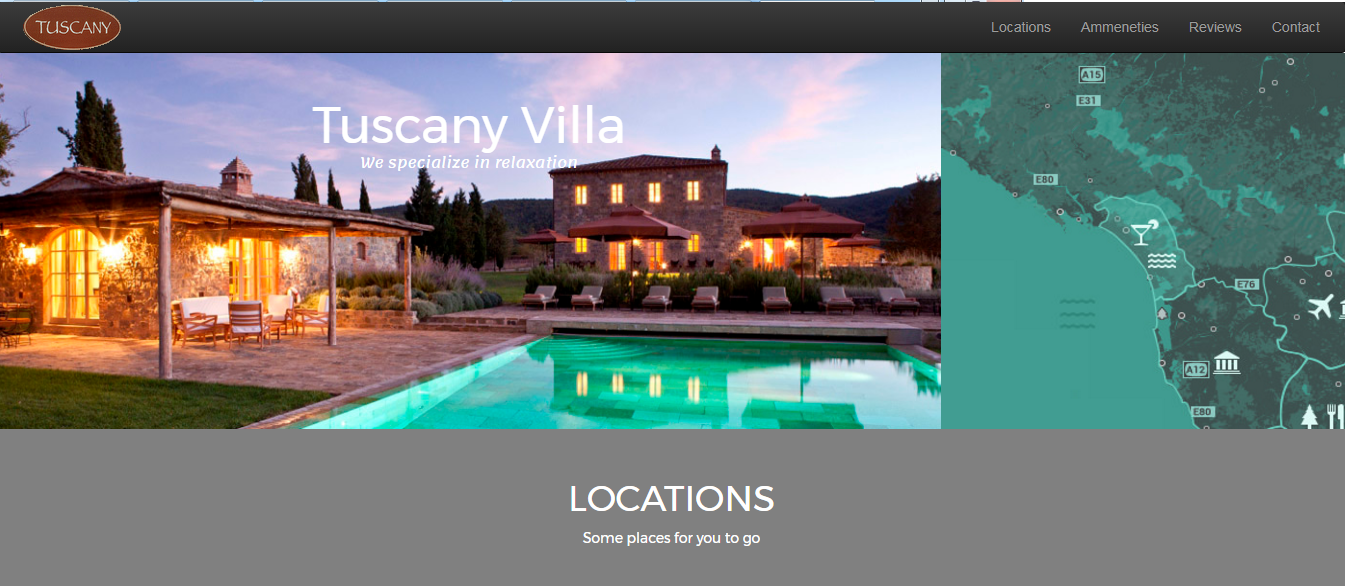 TUSCANY
Locations
Ammeneties
Reviews
Contact
Tuscany Villa
We specialize in relaxation
A15
E31
E80
E76
A12
E80
LOCATIONS
Some places for you to go